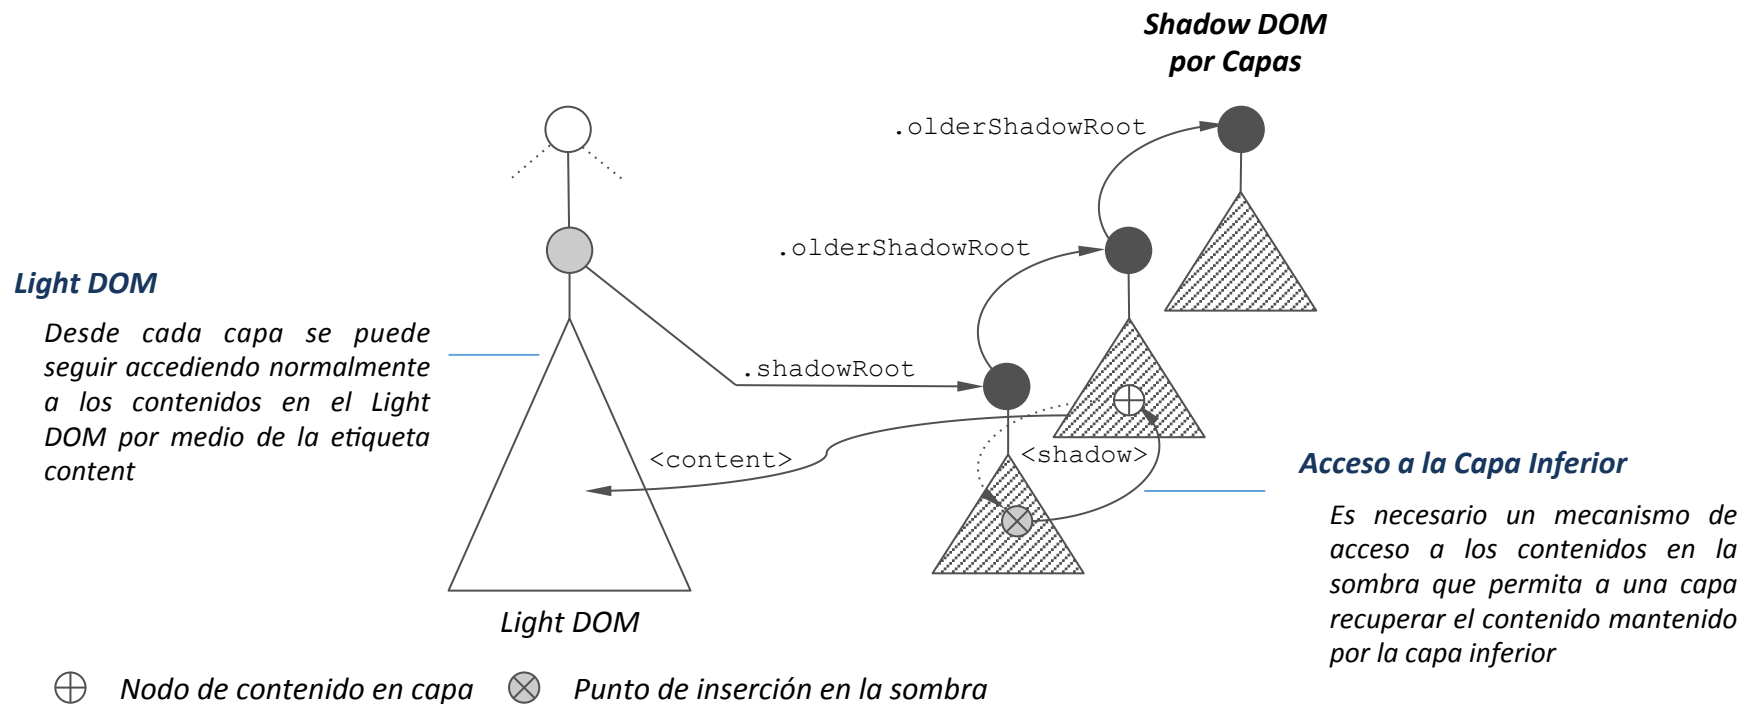 Shadow DOM
por Capas
.olderShadowRoot
.olderShadowRoot
Light DOM
Desde cada capa se puede
seguir accediendo normalmente
a los contenidos en el Light
DOM por medio de la etiqueta
content
.shadowRoot
<content>
<shadow>
Acceso a la Capa Inferior
Es necesario un mecanismo de
acceso a los contenidos en la
sombra que permita a una capa
recuperar el contenido mantenido
por la capa inferior
Light DOM
Nodo de contenido en capa
Punto de inserción en la sombra